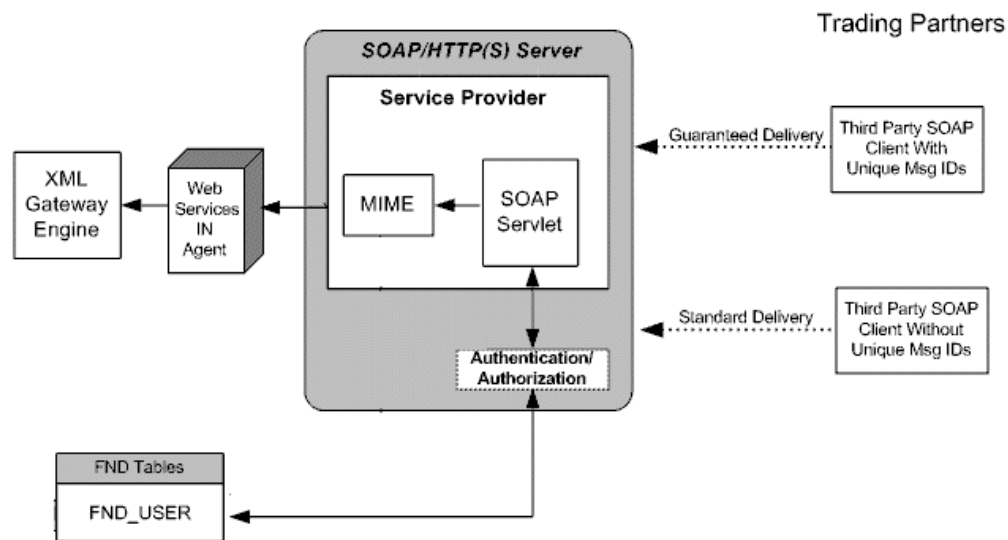 Trading Partners
SOAP/HTTP(S) Server
Service Provider
Guaranteed Delivery
Third Party SOAP
Client With
Unique Msg IDs
XML
Gateway
Engine
Web
Services
IN
Agent
MIME
SOAP
Servlet
Standard Delivery
Third Party SOAP
Client Without
Unique Msg IDs
Authentication/
Authorization
FND Tables
FND_USER